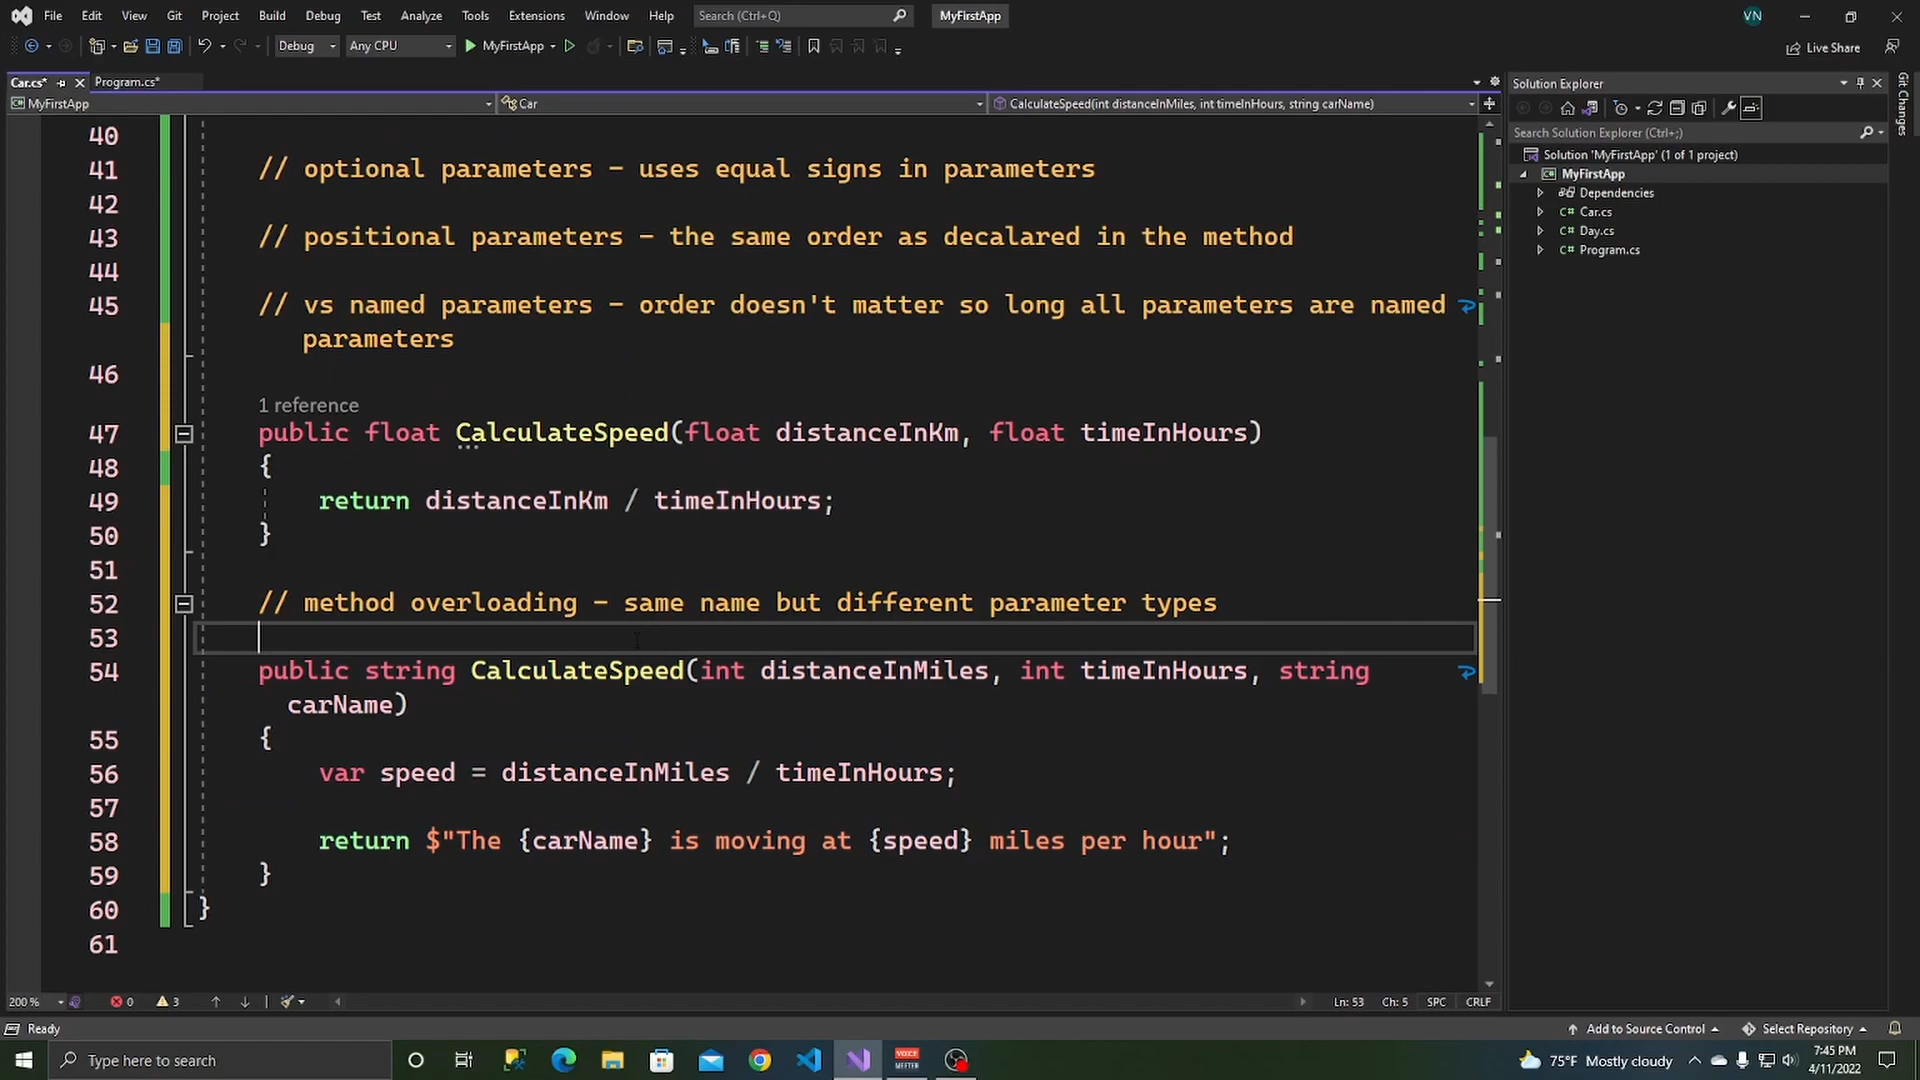 File Edit View Git Project Build Debug Test Analyze Tools Extensions Window Help Search (Ctrl+Q) MyFirstApp VN
Debug Any CPU MyFirstApp Live Share
Car.cs* Program.cs*
MyFirstApp Car CalculateSpeed(int distanceInMiles, int timeInHours, string carName)
40
41 // optional parameters - uses equal signs in parameters
42
43 // positional parameters - the same order as decalared in the method
44
45 // vs named parameters - order doesn't matter so long all parameters are named
parameters
46
1 reference
47 public float CalculateSpeed(float distanceInKm, float timeInHours)
48 {
49 return distanceInKm / timeInHours;
50 }
51
52 // method overloading - same name but different parameter types
53
54 public string CalculateSpeed(int distanceInMiles, int timeInHours, string
carName)
55 {
56 var speed = distanceInMiles / timeInHours;
57
58 return $"The {carName} is moving at {speed} miles per hour";
59 }
60 }
61
200 % 0 3 Ln: 53 Ch: 5 SPC CRLF
Solution Explorer
Search Solution Explorer (Ctrl+;)
Solution 'MyFirstApp' (1 of 1 project)
MyFirstApp
Dependencies
C# Car.cs
C# Day.cs
C# Program.cs
Git Changes
Ready Add to Source Control Select Repository
Type here to search VOICE MEETER 75°F Mostly cloudy 7:45 PM
4/11/2022